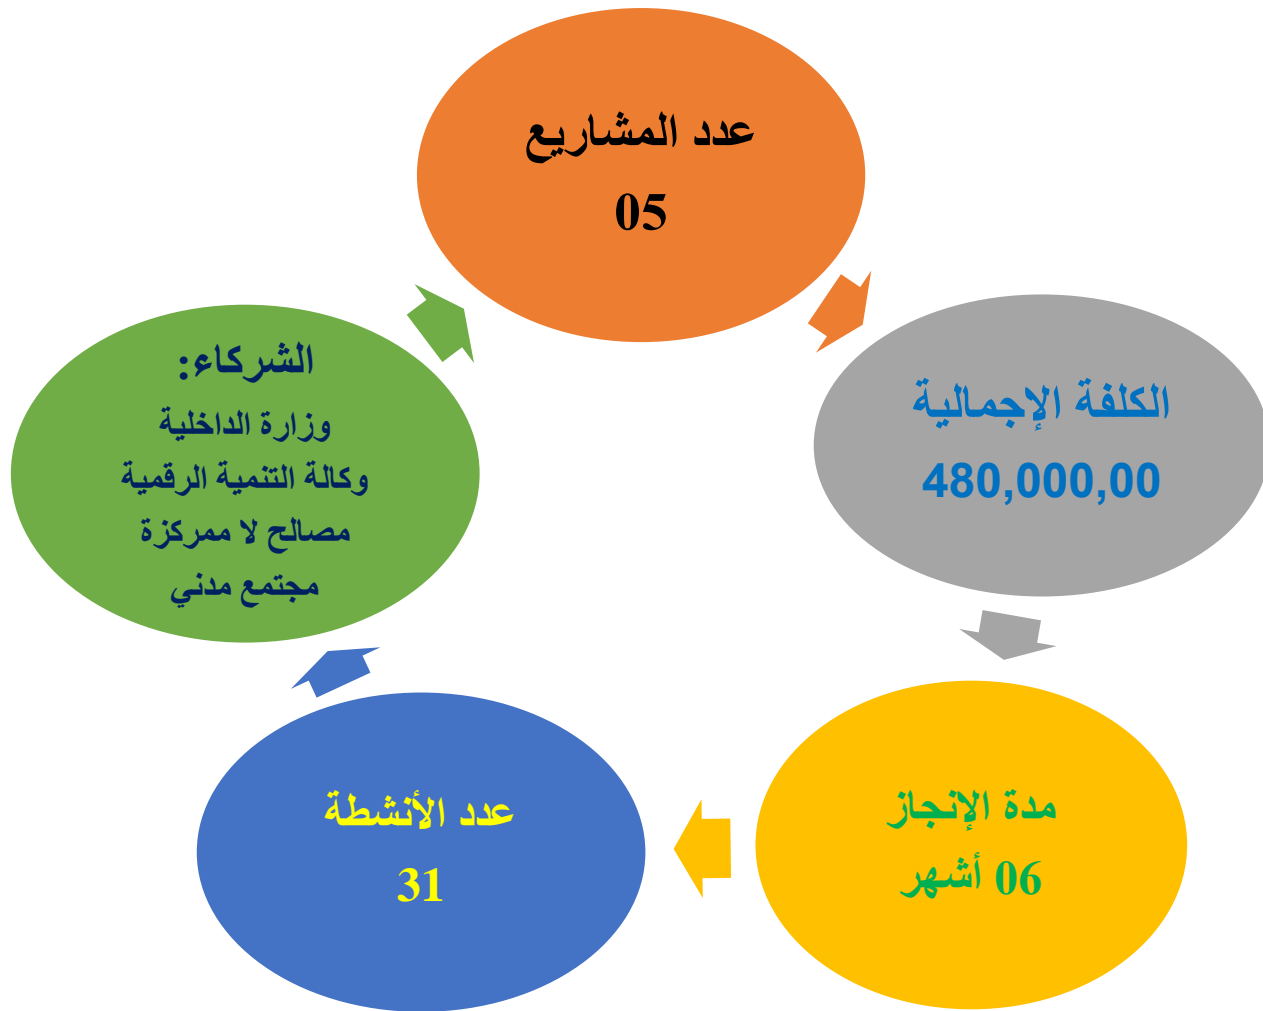 عدد المشاريع
05
الكلفة الإجمالية
480,000,00
مدة الإنجاز
06 أشهر
عدد الأنشطة
31
الشركاء:
وزارة الداخلية
وكالة التنمية الرقمية
مصالح لا ممركزة
مجتمع مدني